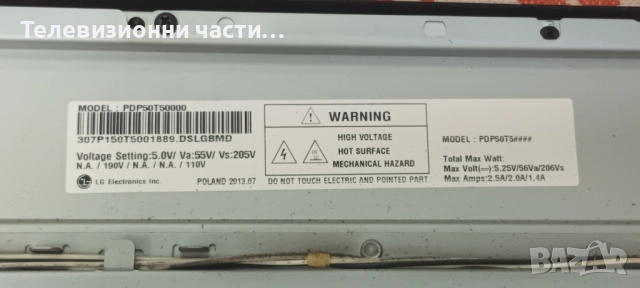 Телевизионни части...
MODEL : PDP50T50000
307P150T5001889.DSLGBMD
Voltage Setting:5.0V/ Va:55V/ Vs:205V
N.A. / 190V / N.A. / N.A. / 110V
LG Electronics Inc. POLAND 2013.07
WARNING
HIGH VOLTAGE
HOT SURFACE
MECHANICAL HAZARD
DO NOT TOUCH ELECTRIC AND POINTED PART
MODEL : PDP50T5####
Total Max Watt:
Max Volt(⎓):5.25V/56Va/206Vs
Max Amps:2.5A/2.0A/1.4A
bazar